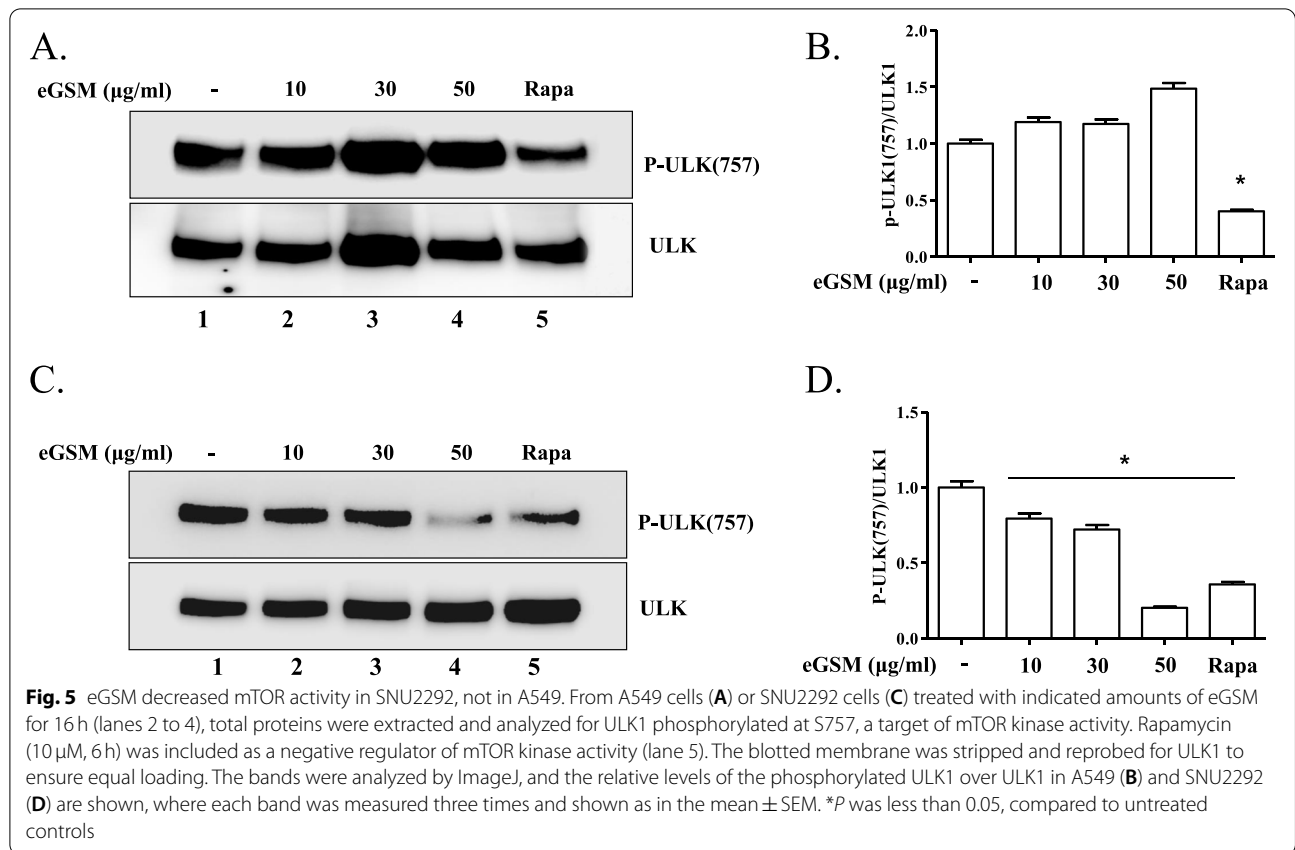 A.
eGSM (µg/ml) - 10 30 50 Rapa
P-ULK(757)
ULK
1 2 3 4 5
B.
p-ULK1(757)/ULK1
2.0
1.5
1.0
0.5
0.0
*
eGSM (µg/ml) - 10 30 50 Rapa
C.
eGSM (µg/ml) - 10 30 50 Rapa
P-ULK(757)
ULK
1 2 3 4 5
D.
P-ULK(757)/ULK1
1.5
1.0
0.5
0.0
*
eGSM (µg/ml) - 10 30 50 Rapa
Fig. 5 eGSM decreased mTOR activity in SNU2292, not in A549. From A549 cells (A) or SNU2292 cells (C) treated with indicated amounts of eGSM
for 16 h (lanes 2 to 4), total proteins were extracted and analyzed for ULK1 phosphorylated at S757, a target of mTOR kinase activity. Rapamycin
(10 µM, 6 h) was included as a negative regulator of mTOR kinase activity (lane 5). The blotted membrane was stripped and reprobed for ULK1 to
ensure equal loading. The bands were analyzed by ImageJ, and the relative levels of the phosphorylated ULK1 over ULK1 in A549 (B) and SNU2292
(D) are shown, where each band was measured three times and shown as in the mean ± SEM. *P was less than 0.05, compared to untreated
controls